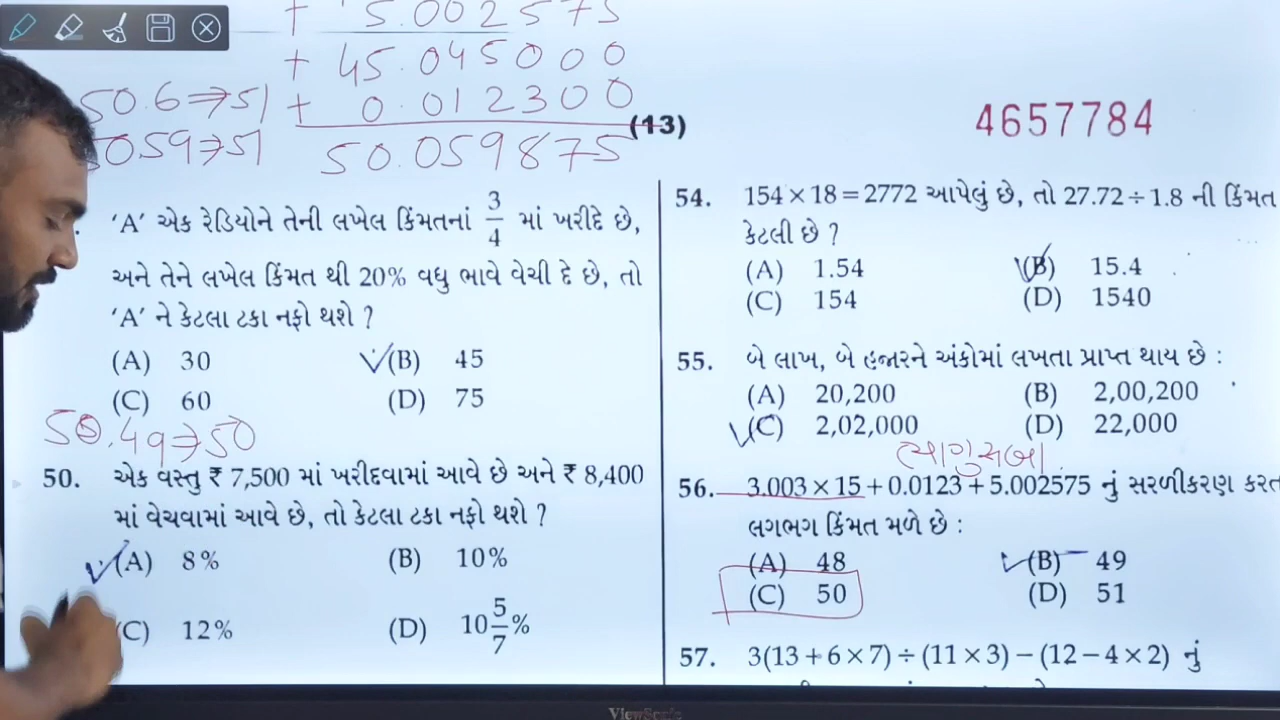 + 5.002575
+ 45.045000
50.6⇒51 + 0.012300
5059⇒51 50.059875
(13)
4657784
'A' એક રેડિયોને તેની લખેલ કિંમતનાં 3/4 માં ખરીદે છે,
અને તેને લખેલ કિંમત થી 20% વધુ ભાવે વેચી દે છે, તો
'A' ને કેટલા ટકા નફો થશે ?
(A) 30 (B) 45
(C) 60 (D) 75
50.49⇒50
50. એક વસ્તુ ₹ 7,500 માં ખરીદવામાં આવે છે અને ₹ 8,400
માં વેચવામાં આવે છે, તો કેટલા ટકા નફો થશે ?
(A) 8% (B) 10%
(C) 12% (D) 10 5/7%
54. 154 × 18 = 2772 આપેલું છે, તો 27.72 ÷ 1.8 ની કિંમત
કેટલી છે ?
(A) 1.54 (B) 15.4
(C) 154 (D) 1540
55. બે લાખ, બે હજારને અંકોમાં લખતા પ્રાપ્ત થાય છે :
(A) 20,200 (B) 2,00,200
(C) 2,02,000 (D) 22,000
ભાગુસબા
56. 3.003 × 15 + 0.0123 + 5.002575 નું સરળીકરણ કરત
લગભગ કિંમત મળે છે :
(A) 48 (B) 49
(C) 50 (D) 51
57. 3(13 + 6 × 7) ÷ (11 × 3) − (12 − 4 × 2) નું
ViewSonic